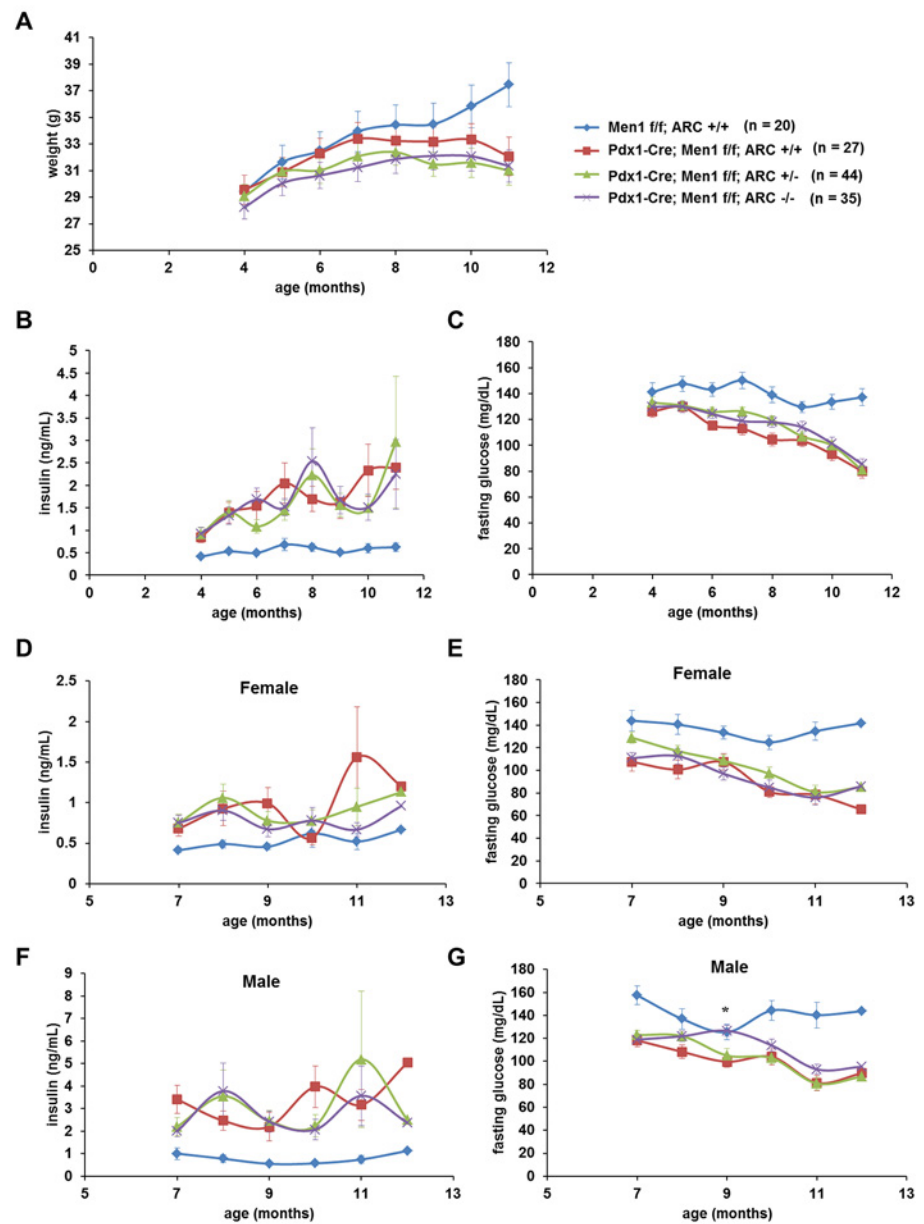 A
41
39
37
35
33
31
29
27
25
weight (g)
0 2 4 6 8 10 12
age (months)
Men1 f/f; ARC +/+ (n = 20)
Pdx1-Cre; Men1 f/f; ARC +/+ (n = 27)
Pdx1-Cre; Men1 f/f; ARC +/- (n = 44)
Pdx1-Cre; Men1 f/f; ARC -/- (n = 35)
B
5
4.5
4
3.5
3
2.5
2
1.5
1
0.5
0
insulin (ng/mL)
0 2 4 6 8 10 12
age (months)
C
180
160
140
120
100
80
60
40
20
0
fasting glucose (mg/dL)
0 2 4 6 8 10 12
age (months)
D
Female
2.5
2
1.5
1
0.5
0
insulin (ng/mL)
5 7 9 11 13
age (months)
E
Female
180
160
140
120
100
80
60
40
20
0
fasting glucose (mg/dL)
5 7 9 11 13
age (months)
F
Male
9
8
7
6
5
4
3
2
1
0
insulin (ng/mL)
5 7 9 11 13
age (months)
G
Male
180
160
140
120
100
80
60
40
20
0
fasting glucose (mg/dL)
*
5 7 9 11 13
age (months)